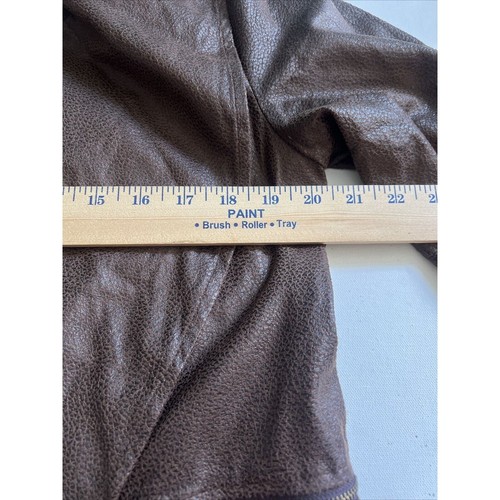 15 16 17 18 19 20 21 22 2
PAINT
• Brush • Roller • Tray